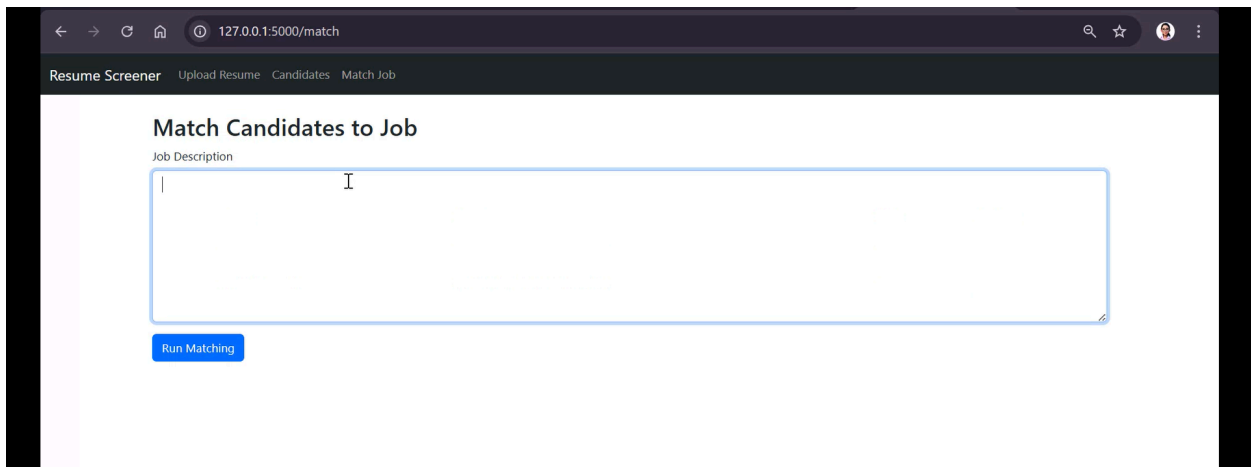 127.0.0.1:5000/match
Resume Screener Upload Resume Candidates Match Job
Match Candidates to Job
Job Description
Run Matching